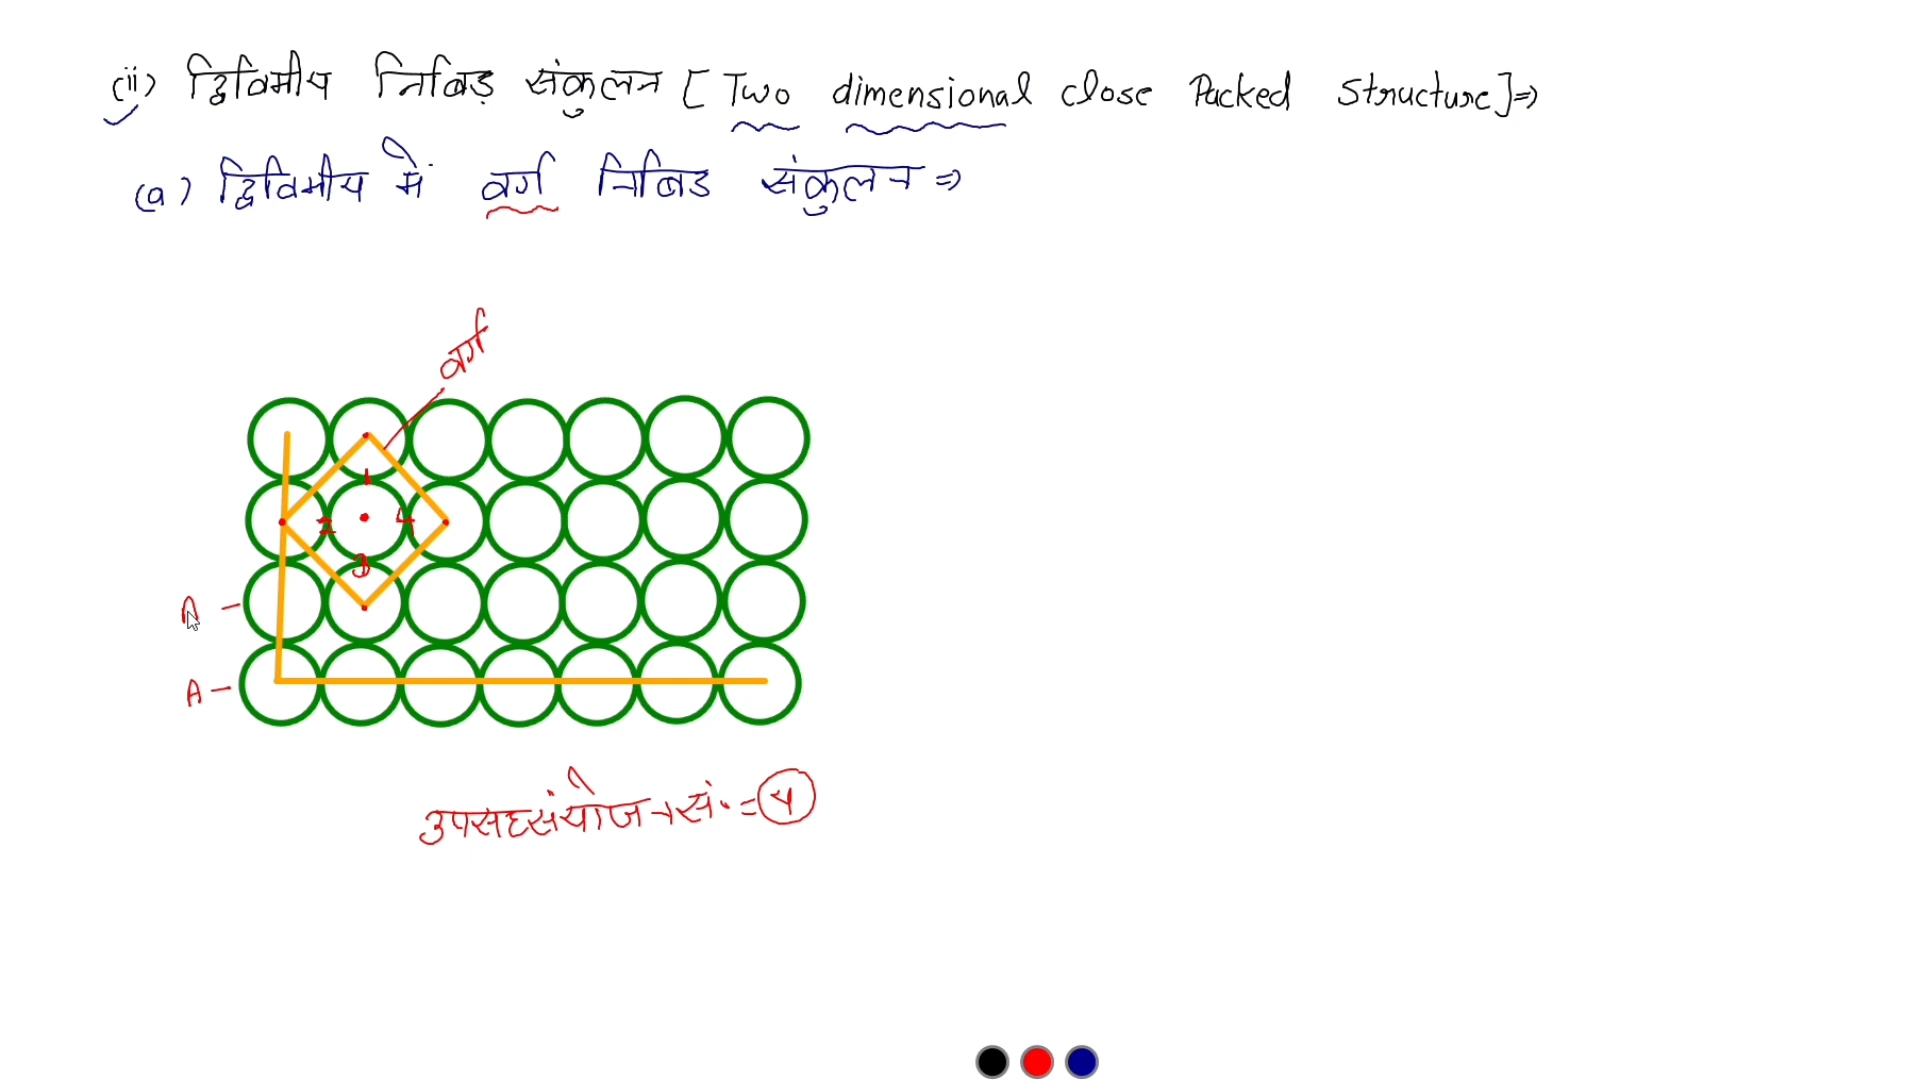 (ii) द्विविमीय निबिड़ संकुलन [Two dimensional close Packed structure]⇒
(a) द्विविमीय में वर्ग निबिड संकुलन ⇒
वर्ग
1
2
4
3
A –
A –
उपसहसंयोजन सं. = 4